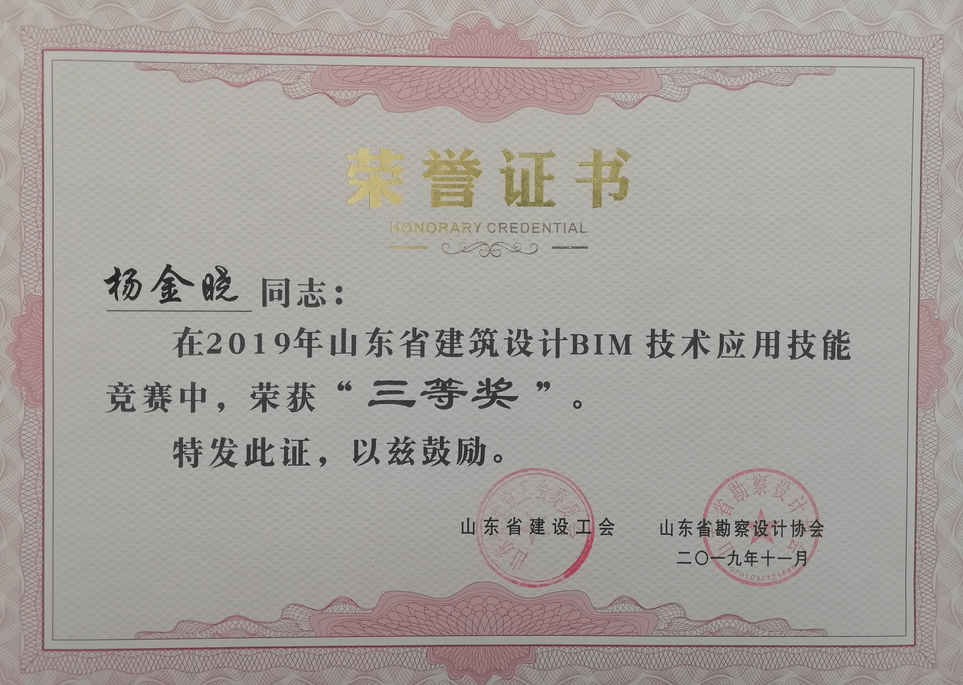 荣誉证书
HONORARY CREDENTIAL
杨金晓 同志：
在2019年山东省建筑设计BIM 技术应用技能
竞赛中，荣获“三等奖”。
特发此证，以兹鼓励。
山东省建设工会 山东省勘察设计协会
二〇一九年十一月